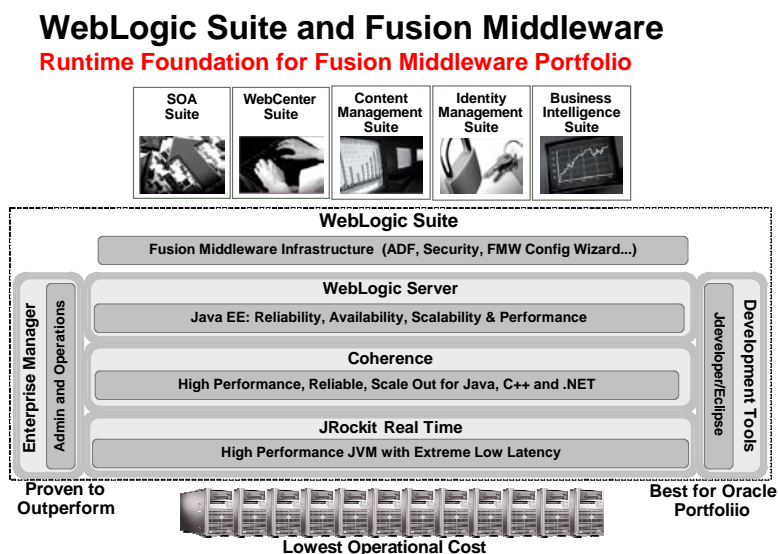 WebLogic Suite and Fusion Middleware
Runtime Foundation for Fusion Middleware Portfolio
SOA
Suite
WebCenter
Suite
Content
Management
Suite
Identity
Management
Suite
Business
Intelligence
Suite
WebLogic Suite
Fusion Middleware Infrastructure (ADF, Security, FMW Config Wizard...)
Enterprise Manager
Admin and Operations
WebLogic Server
Java EE: Reliability, Availability, Scalability & Performance
Coherence
High Performance, Reliable, Scale Out for Java, C++ and .NET
JRockit Real Time
High Performance JVM with Extreme Low Latency
Jdeveloper/Eclipse
Development Tools
Proven to
Outperform
Best for Oracle
Portfoliio
Lowest Operational Cost